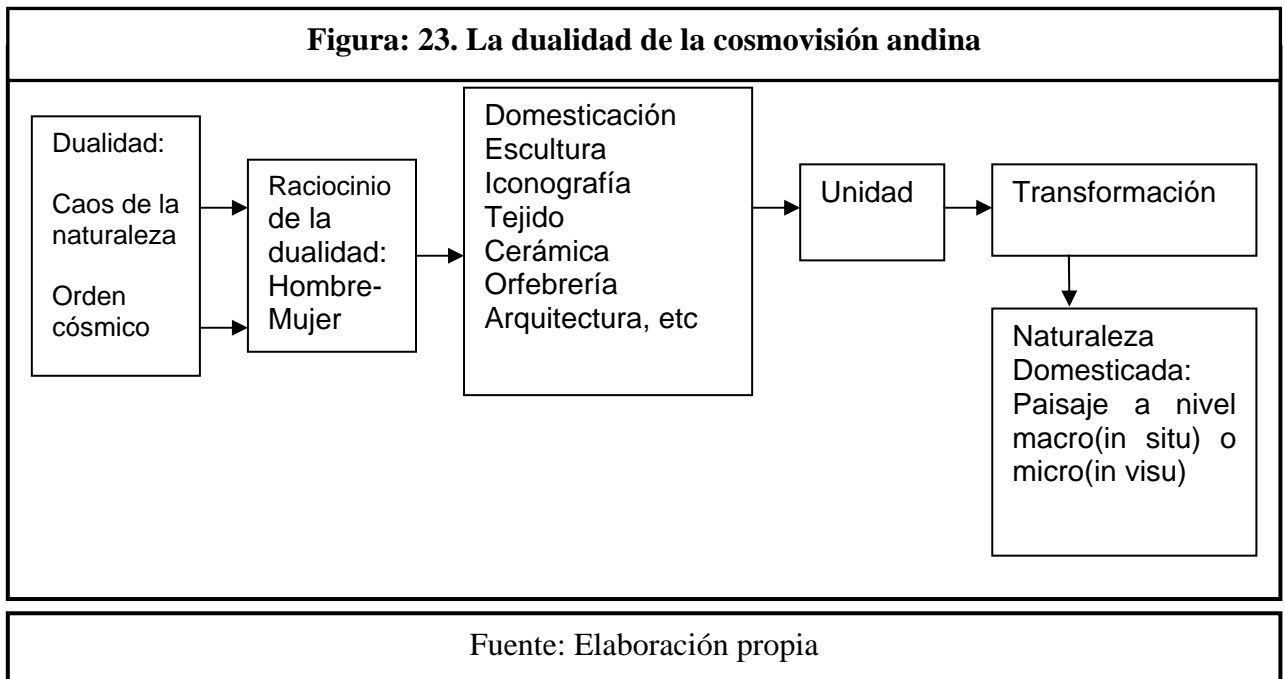 Figura: 23. La dualidad de la cosmovisión andina
Dualidad:
Caos de la
naturaleza
Orden
cósmico
Raciocinio
de la
dualidad:
Hombre-
Mujer
Domesticación
Escultura
Iconografía
Tejido
Cerámica
Orfebrería
Arquitectura, etc
Unidad
Transformación
Naturaleza
Domesticada:
Paisaje a nivel
macro(in situ) o
micro(in visu)
Fuente: Elaboración propia